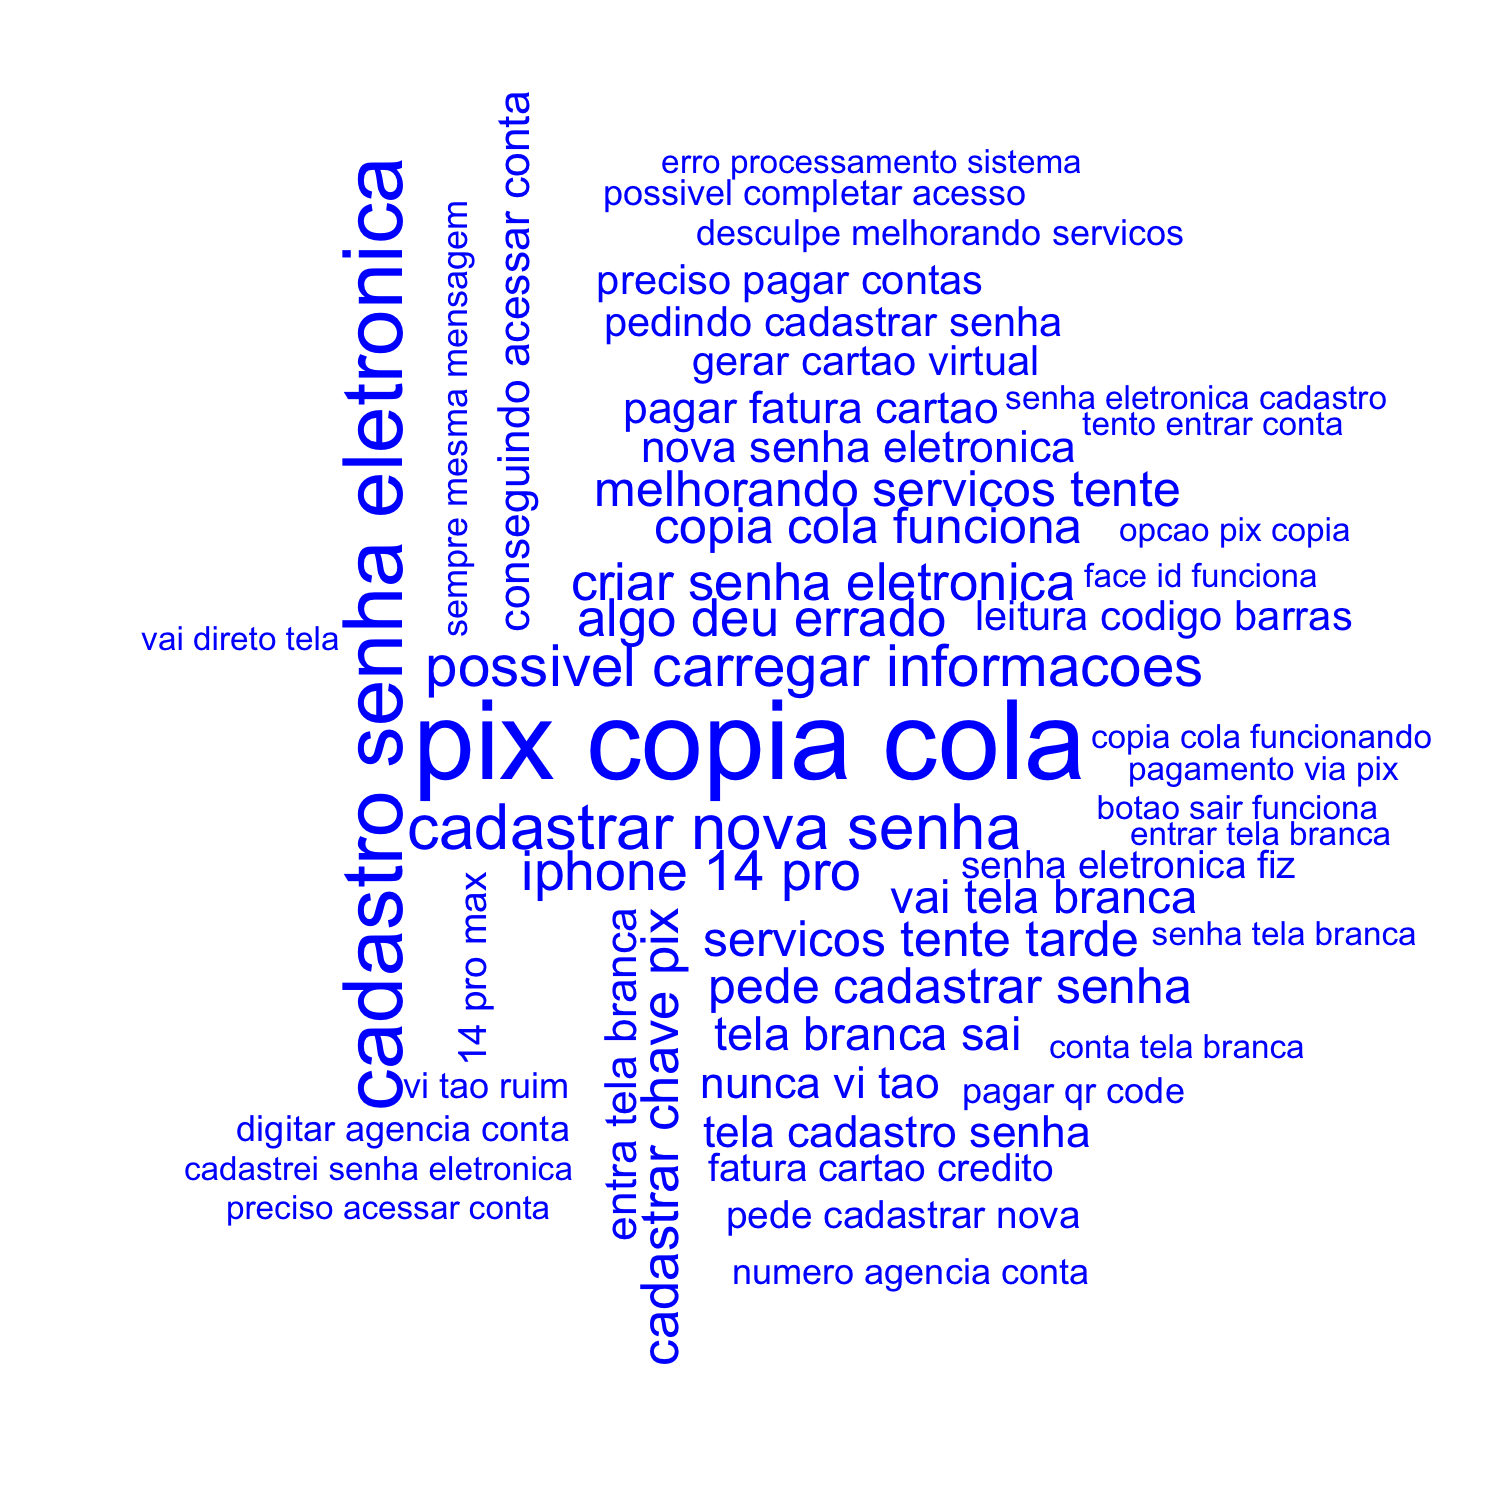 erro processamento sistema
possivel completar acesso
desculpe melhorando servicos
preciso pagar contas
pedindo cadastrar senha
gerar cartao virtual
pagar fatura cartao
senha eletronica cadastro
tento entrar conta
nova senha eletronica
melhorando servicos tente
copia cola funciona
opcao pix copia
criar senha eletronica
face id funciona
algo deu errado
leitura codigo barras
vai direto tela
cadastro senha eletronica
sempre mesma mensagem
conseguindo acessar conta
possivel carregar informacoes
pix copia cola
copia cola funcionando
pagamento via pix
botao sair funciona
cadastrar nova senha
entrar tela branca
iphone 14 pro
senha eletronica fiz
vai tela branca
14 pro max
entra tela branca
cadastrar chave pix
servicos tente tarde
senha tela branca
pede cadastrar senha
tela branca sai
conta tela branca
vi tao ruim
nunca vi tao
pagar qr code
digitar agencia conta
tela cadastro senha
cadastrei senha eletronica
fatura cartao credito
preciso acessar conta
pede cadastrar nova
numero agencia conta